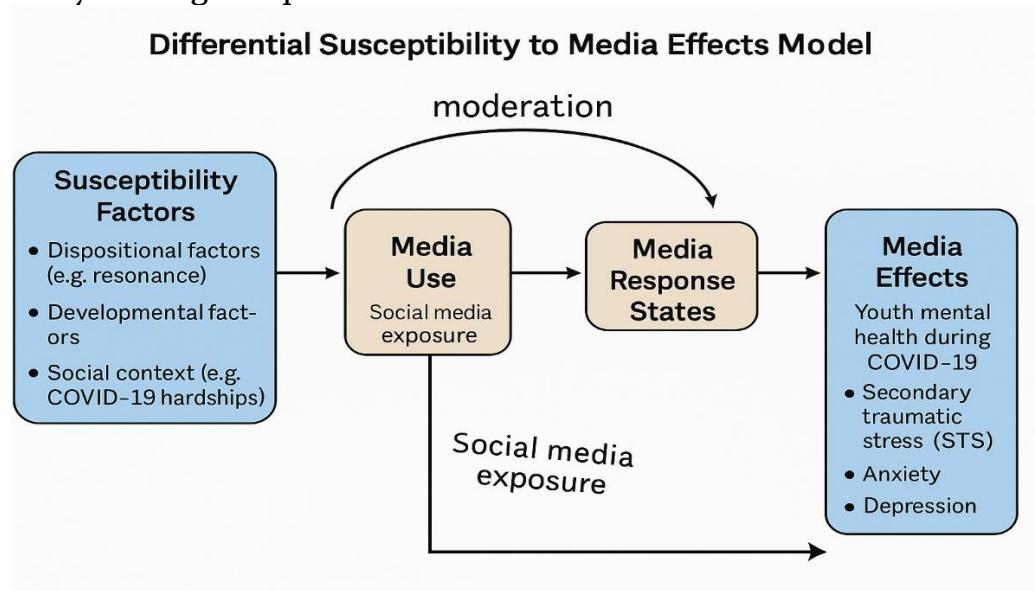 Differential Susceptibility to Media Effects Model
moderation
Susceptibility
Factors
• Dispositional factors
(e.g. resonance)
• Developmental fact-
ors
• Social context (e.g.
COVID-19 hardships)
Media
Use
Social media
exposure
Media
Response
States
Media
Effects
Youth mental
health during
COVID-19
• Secondary
traumatic
stress (STS)
• Anxiety
• Depression
Social media
exposure